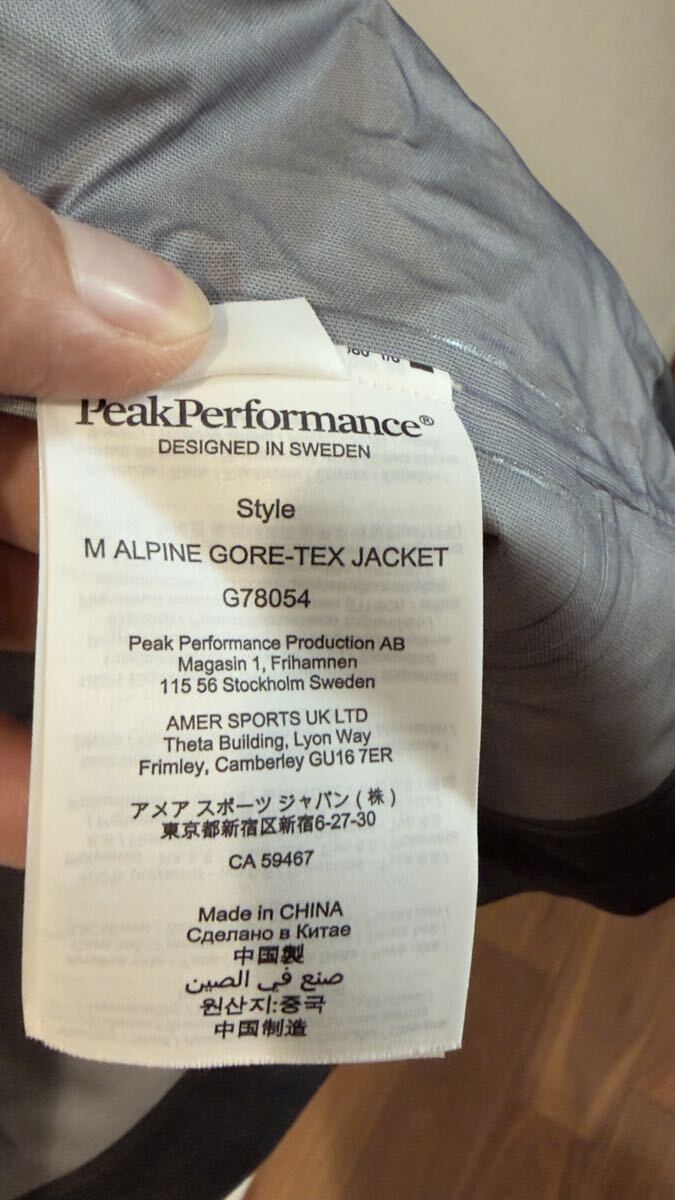 PeakPerformance®
DESIGNED IN SWEDEN
Style
M ALPINE GORE-TEX JACKET
G78054
Peak Performance Production AB
Magasin 1, Frihamnen
115 56 Stockholm Sweden
AMER SPORTS UK LTD
Theta Building, Lyon Way
Frimley, Camberley GU16 7ER
アメア スポーツ ジャパン (株)
東京都新宿区新宿6-27-30
CA 59467
Made in CHINA
Сделано в Китае
中国製
صنع في الصين
원산지:중국
中国制造